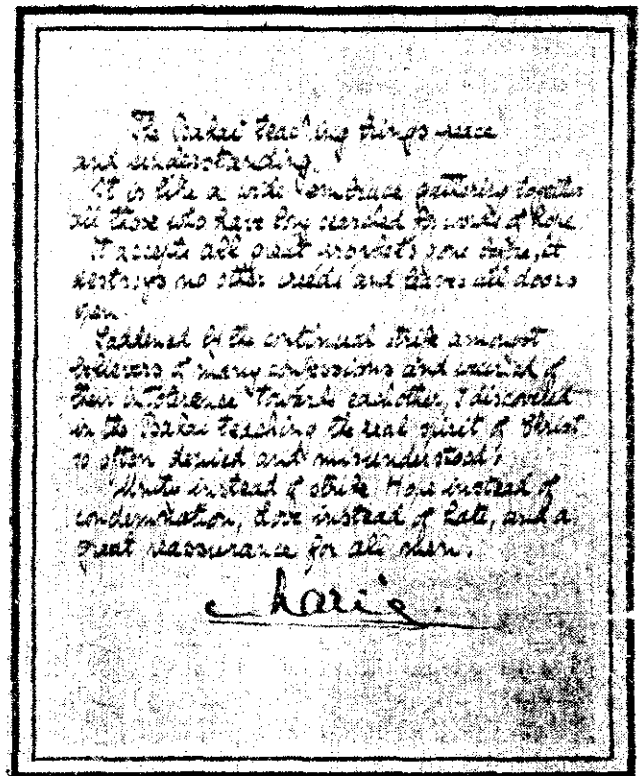 The Bahai teaching brings peace
and understanding.
It is like a wide embrace gathering together
all those who have long searched for words of hope.
It accepts all great prophets gone before, it
destroys no other creeds and leaves all doors
open.
Saddened by the continual strife amongst
believers of many confessions and wearied of
their intolerance towards each other, I discovered
in the Bahai teaching the real spirit of Christ
so often denied and misunderstood:
Unity instead of strife, Hope instead of
condemnation, Love instead of hate, and a
great reassurance for all men.
Marie.